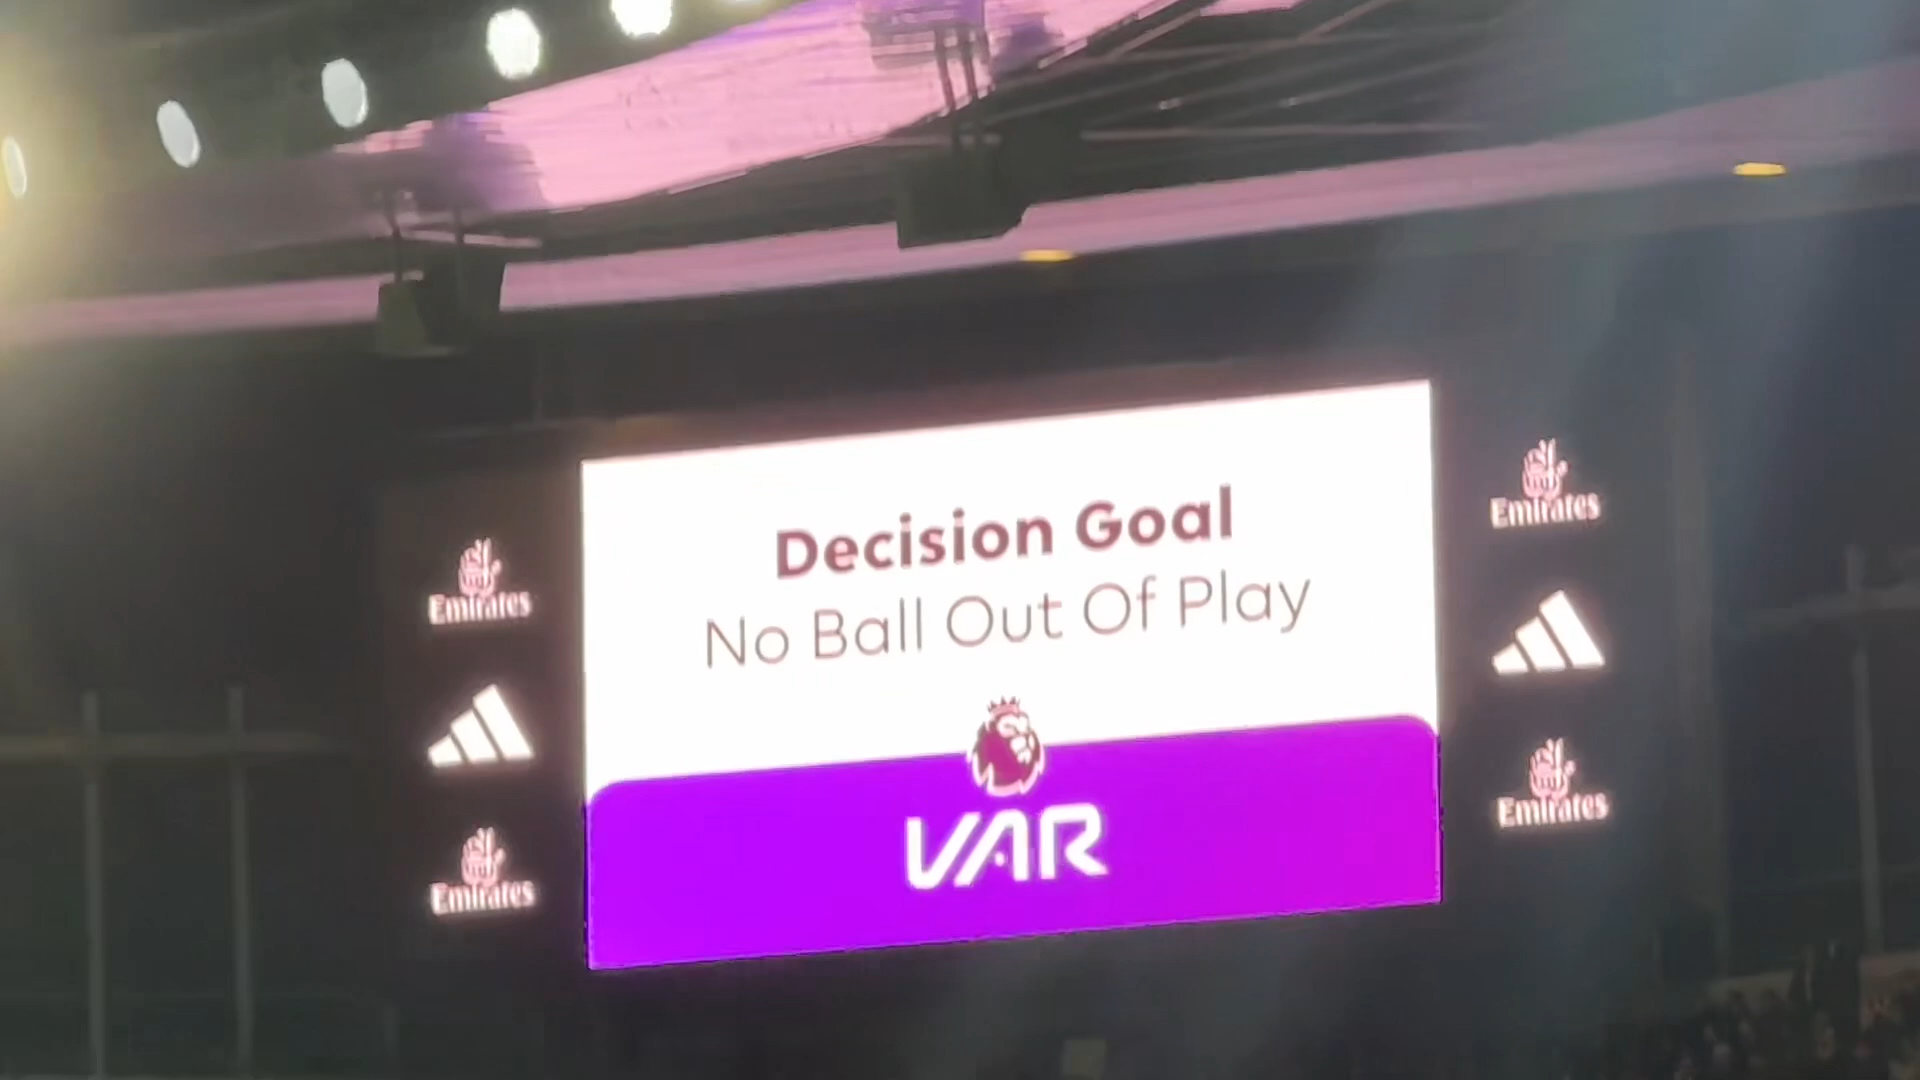 Decision Goal
No Ball Out Of Play
VAR
Emirates
Emirates
Emirates
Emirates